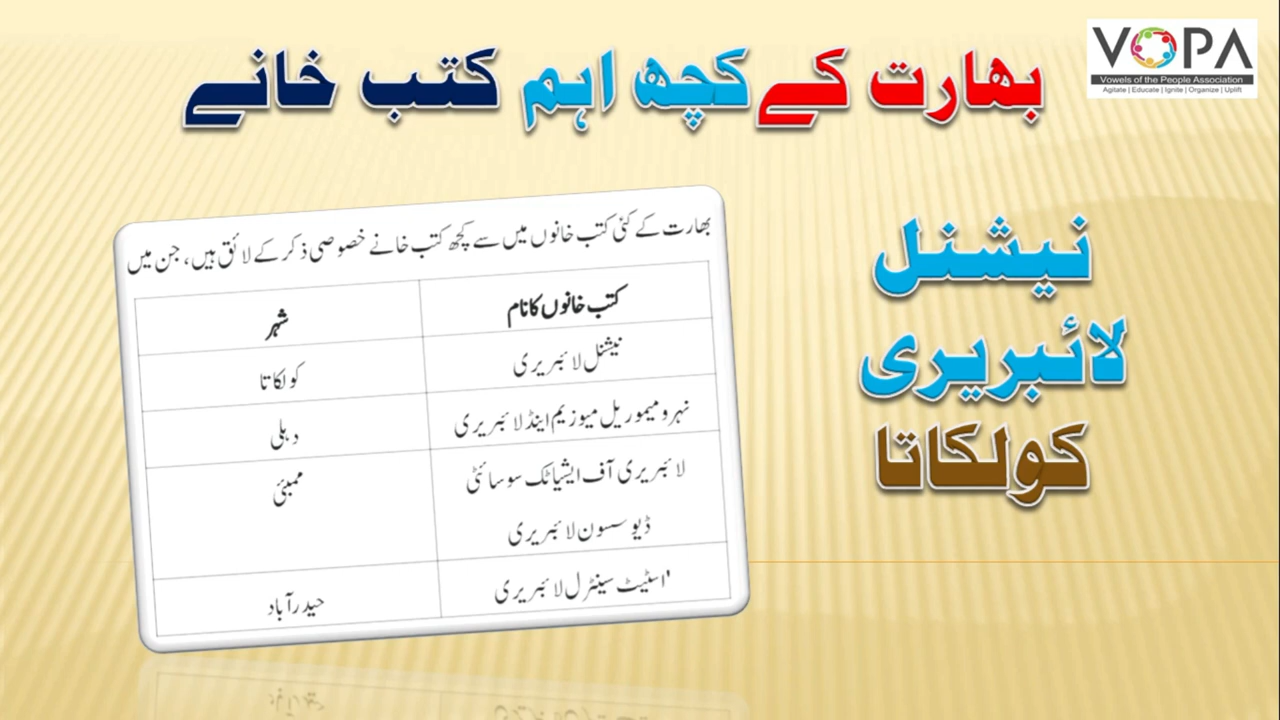 بھارت کے کچھ اہم کتب خانے
VOPA
Vowels of the People Association
Agitate | Educate | Ignite | Organize | Uplift
نیشنل
لائبریری
کولکاتا
بھارت کے کئی کتب خانوں میں سے کچھ کتب خانے خصوصی ذکر کے لائق ہیں، جن میں
کتب خانوں کا نام شہر
نیشنل لائبریری کولکاتا
نہرو میموریل میوزیم اینڈ لائبریری دہلی
لائبریری آف ایشیاٹک سوسائٹی ممبئی
ڈیوسسون لائبریری
'اسٹیٹ سینٹرل لائبریری حیدرآباد